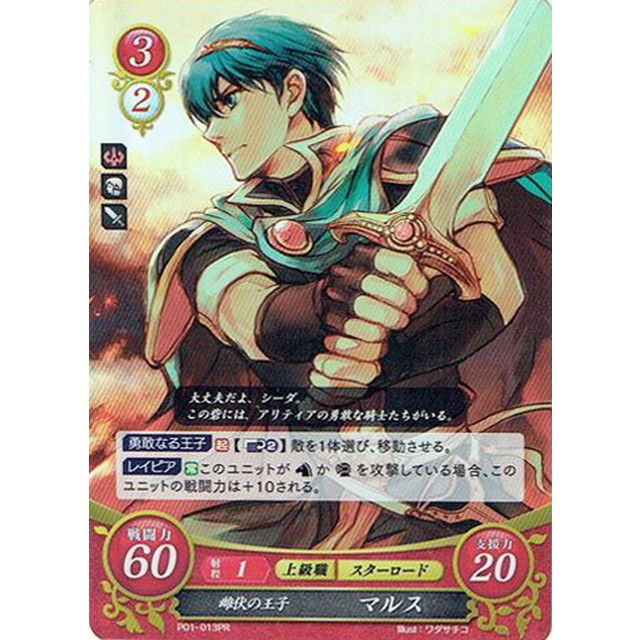 3
2
大丈夫だよ、シーダ。
この砦には、アリティアの勇敢な騎士たちがいる。
勇敢なる王子 起【2】敵を1体選び、移動させる。
レイピア 常このユニットが か を攻撃している場合、この
ユニットの戦闘力は+10される。
戦闘力
60
射程 1 上級職 スターロード
支援力
20
雌伏の王子 マルス
P01-013PR Illust：ワダサチコ